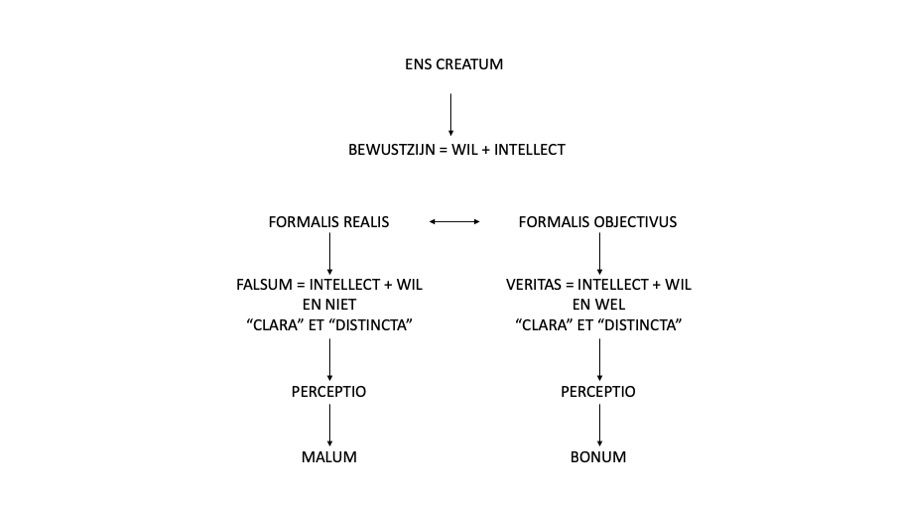 ENS CREATUM
BEWUSTZIJN = WIL + INTELLECT
FORMALIS REALIS
FORMALIS OBJECTIVUS
FALSUM = INTELLECT + WIL
EN NIET
“CLARA” ET “DISTINCTA”
VERITAS = INTELLECT + WIL
EN WEL
“CLARA” ET “DISTINCTA”
PERCEPTIO
PERCEPTIO
MALUM
BONUM